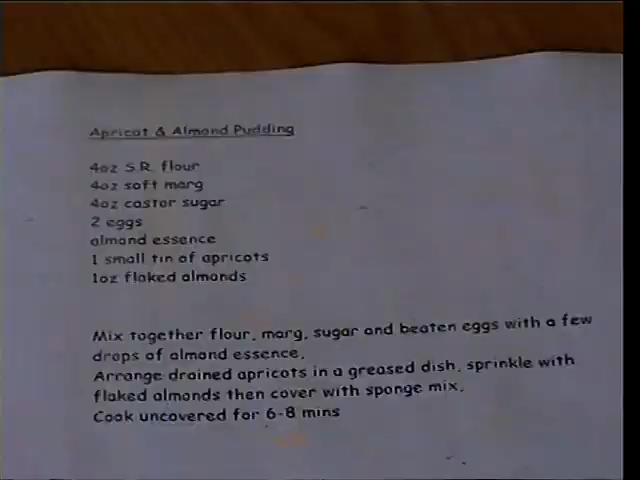 Apricot & Almond Pudding
4oz S.R. flour
4oz soft marg
4oz castor sugar
2 eggs
almond essence
1 small tin of apricots
1oz flaked almonds
Mix together flour, marg, sugar and beaten eggs with a few
drops of almond essence.
Arrange drained apricots in a greased dish, sprinkle with
flaked almonds then cover with sponge mix.
Cook uncovered for 6-8 mins